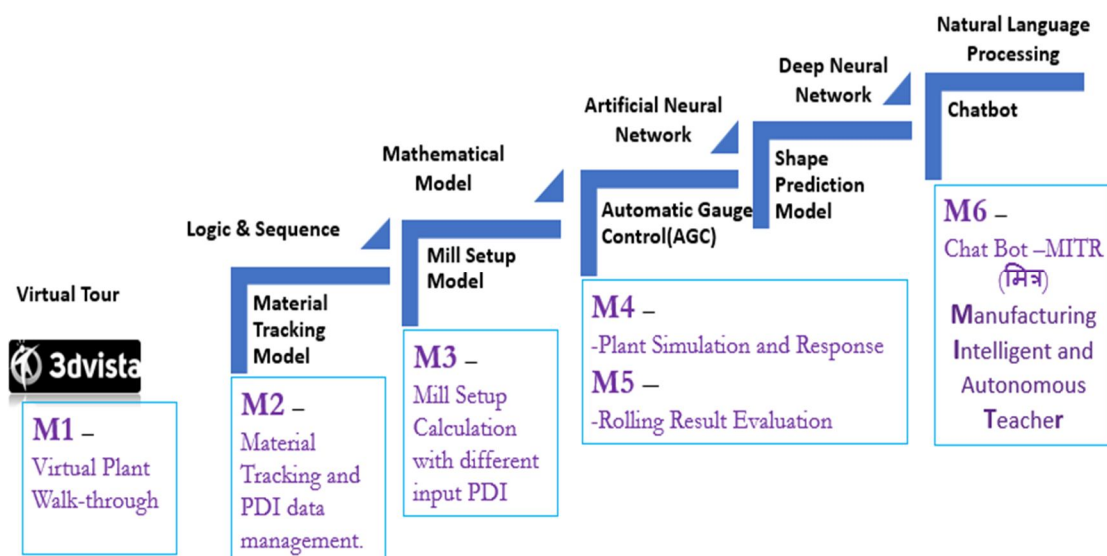 Virtual Tour
3dvista
M1 –
Virtual Plant
Walk-through
Logic & Sequence
Material
Tracking
Model
M2 –
Material
Tracking and
PDI data
management.
Mathematical
Model
Mill Setup
Model
M3 –
Mill Setup
Calculation
with different
input PDI
Artificial Neural
Network
Automatic Gauge
Control(AGC)
M4 –
-Plant Simulation and Response
M5 –
-Rolling Result Evaluation
Deep Neural
Network
Shape
Prediction
Model
Natural Language
Processing
Chatbot
M6 –
Chat Bot –MITR
(मित्र)
Manufacturing
Intelligent and
Autonomous
Teacher